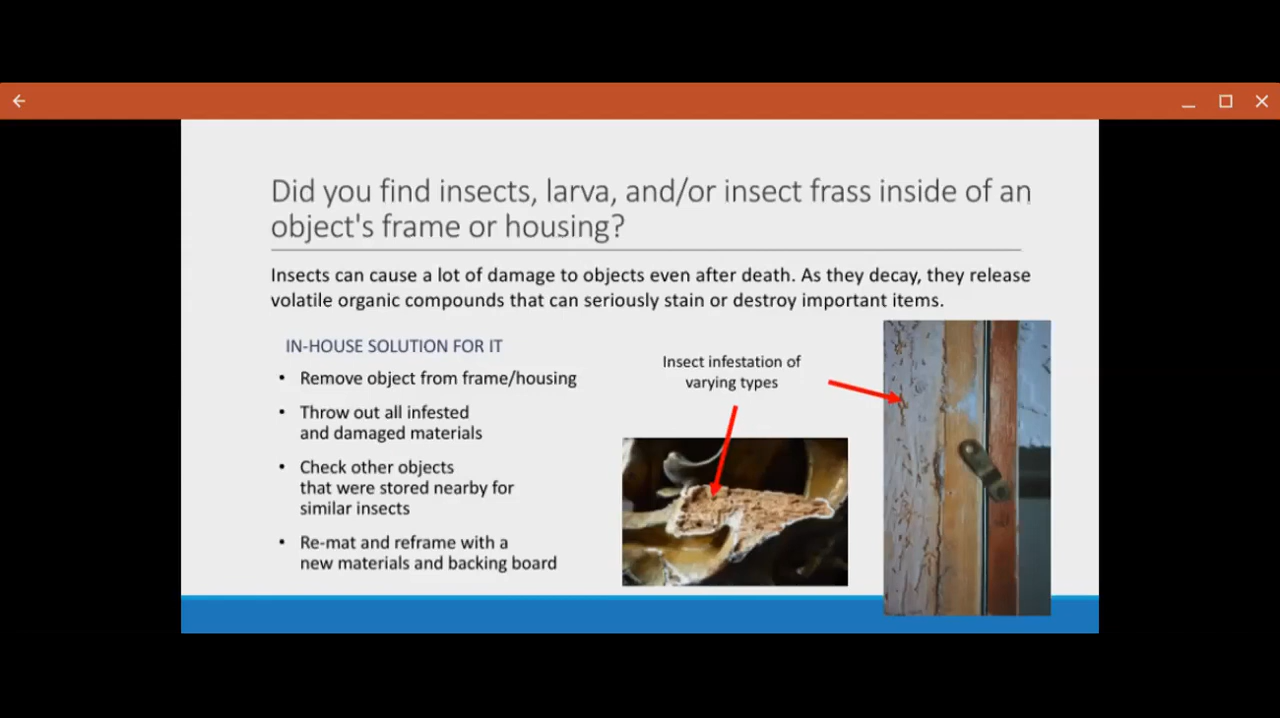 Did you find insects, larva, and/or insect frass inside of an
object's frame or housing?
Insects can cause a lot of damage to objects even after death. As they decay, they release
volatile organic compounds that can seriously stain or destroy important items.
IN-HOUSE SOLUTION FOR IT
• Remove object from frame/housing
• Throw out all infested
and damaged materials
• Check other objects
that were stored nearby for
similar insects
• Re-mat and reframe with a
new materials and backing board
Insect infestation of
varying types